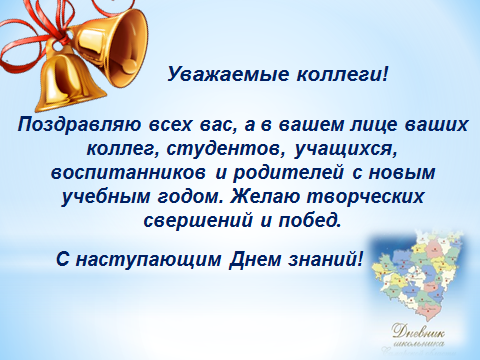 Уважаемые коллеги!
Поздравляю всех вас, а в вашем лице ваших
коллег, студентов, учащихся,
воспитанников и родителей с новым
учебным годом. Желаю творческих
свершений и побед.
С наступающим Днем знаний!
Дневник
школьника